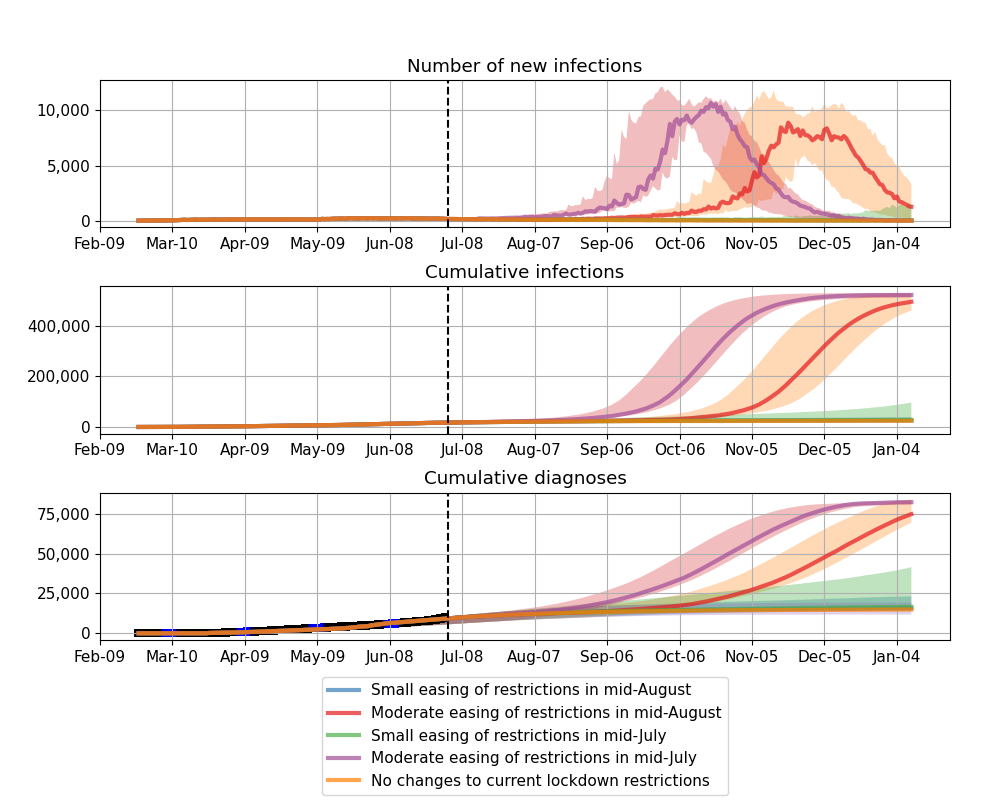 Number of new infections
10,000
5,000
0
Feb-09 Mar-10 Apr-09 May-09 Jun-08 Jul-08 Aug-07 Sep-06 Oct-06 Nov-05 Dec-05 Jan-04
Cumulative infections
400,000
200,000
0
Feb-09 Mar-10 Apr-09 May-09 Jun-08 Jul-08 Aug-07 Sep-06 Oct-06 Nov-05 Dec-05 Jan-04
Cumulative diagnoses
75,000
50,000
25,000
0
Feb-09 Mar-10 Apr-09 May-09 Jun-08 Jul-08 Aug-07 Sep-06 Oct-06 Nov-05 Dec-05 Jan-04
Small easing of restrictions in mid-August
Moderate easing of restrictions in mid-August
Small easing of restrictions in mid-July
Moderate easing of restrictions in mid-July
No changes to current lockdown restrictions